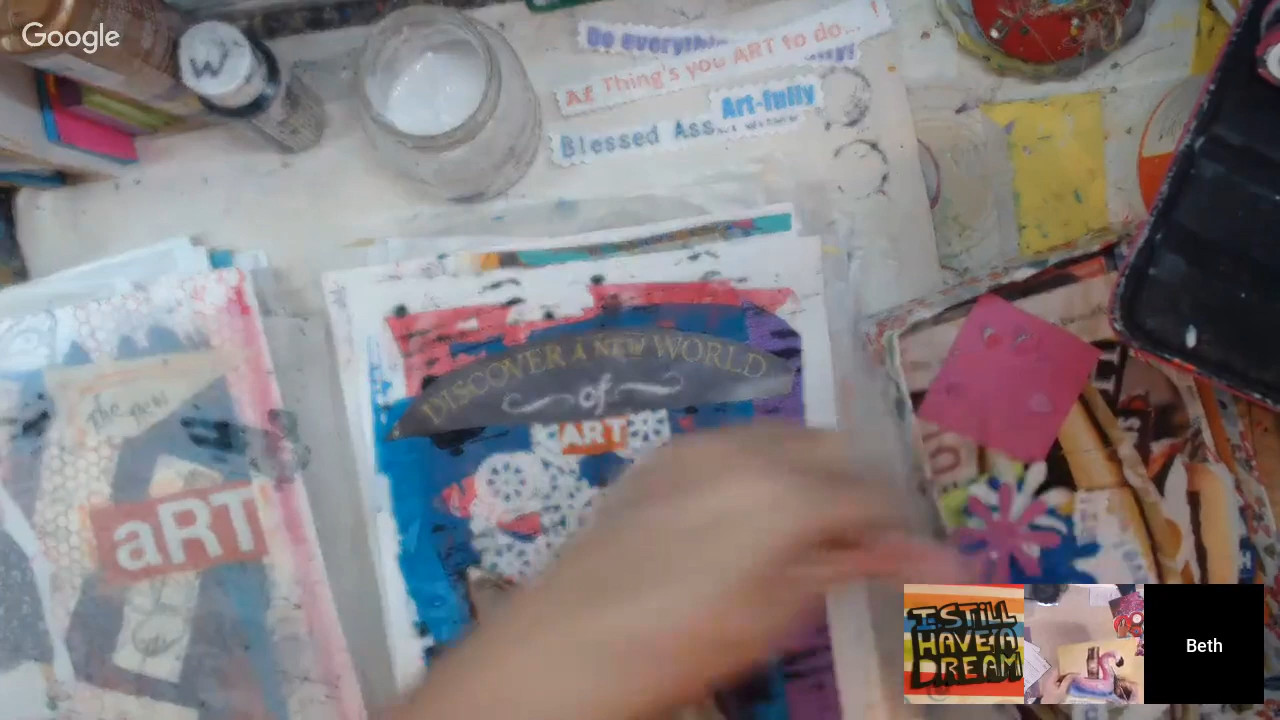 Google
W
Do everything
Thing's you ART to do... !
Art-fully
Blessed Ass
DISCOVER A NEW WORLD
of
ART
The new
aRT
I STiLL
HAVE A
DREAM
Beth